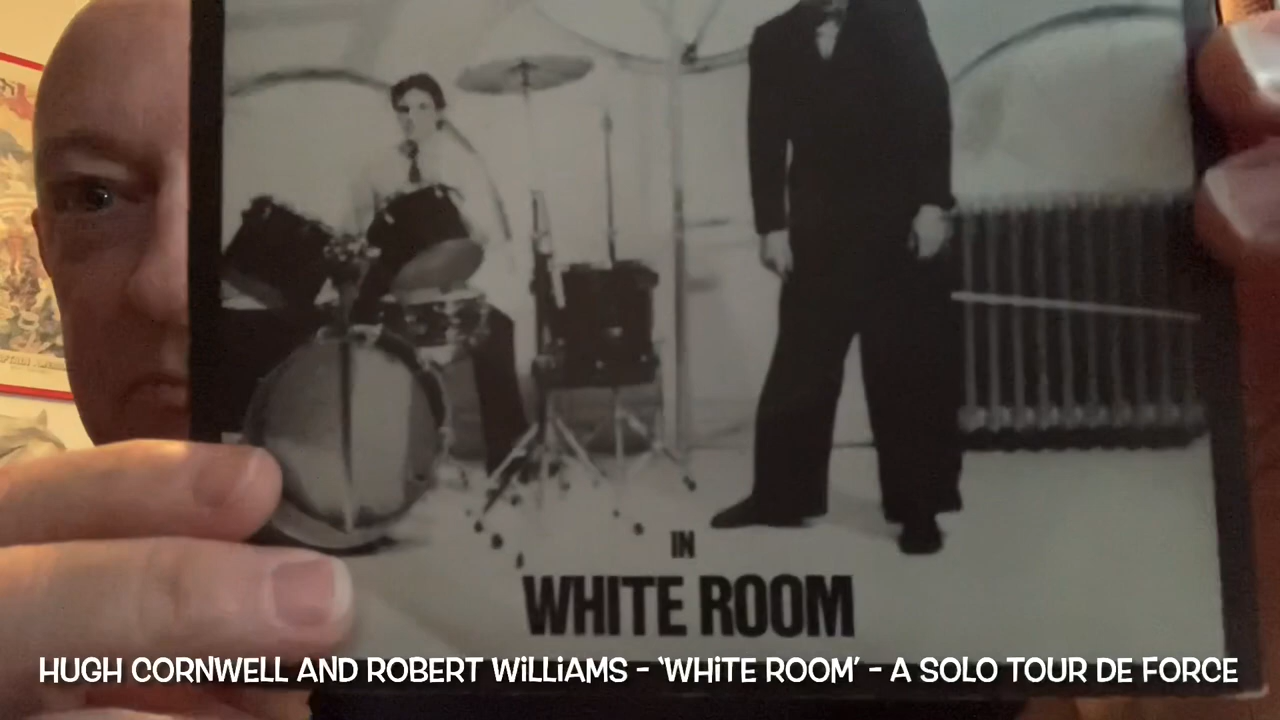 IN
WHITE ROOM
HUGH CORNWELL AND ROBERT WILLIAMS - 'WHITE ROOM' - A SOLO TOUR DE FORCE